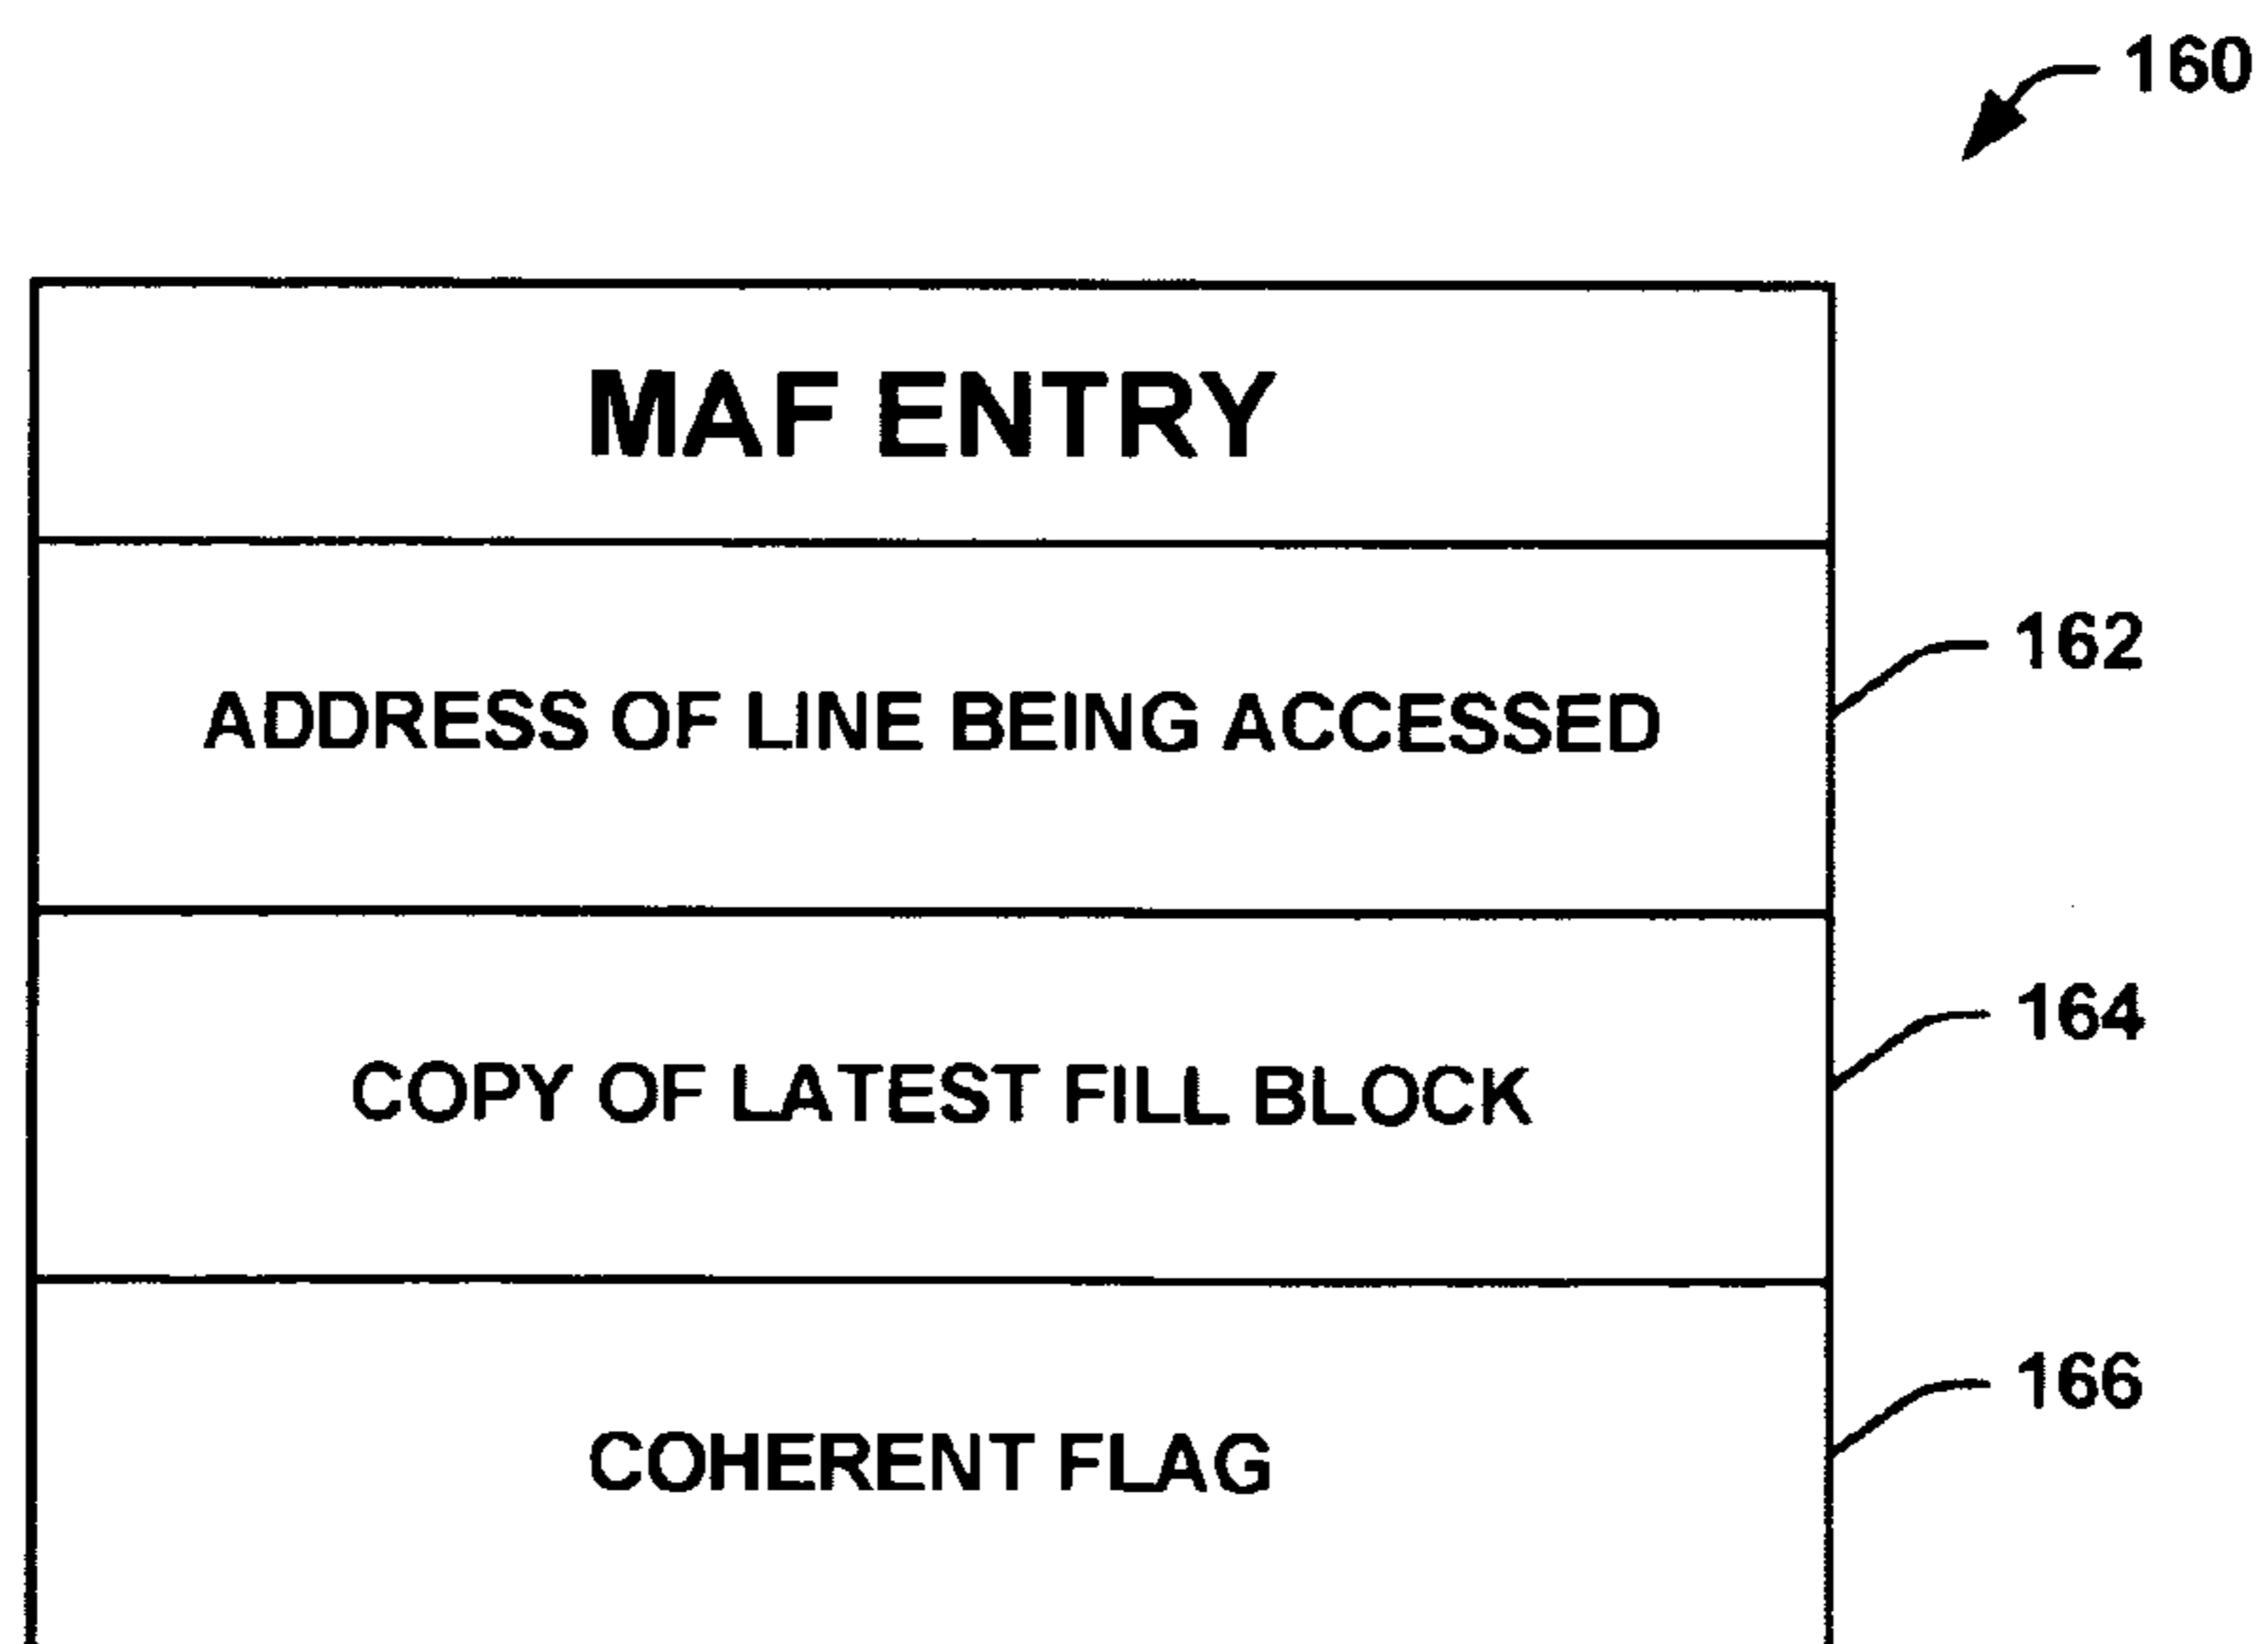 160
MAF ENTRY
162
ADDRESS OF LINE BEING ACCESSED
164
COPY OF LATEST FILL BLOCK
166
COHERENT FLAG